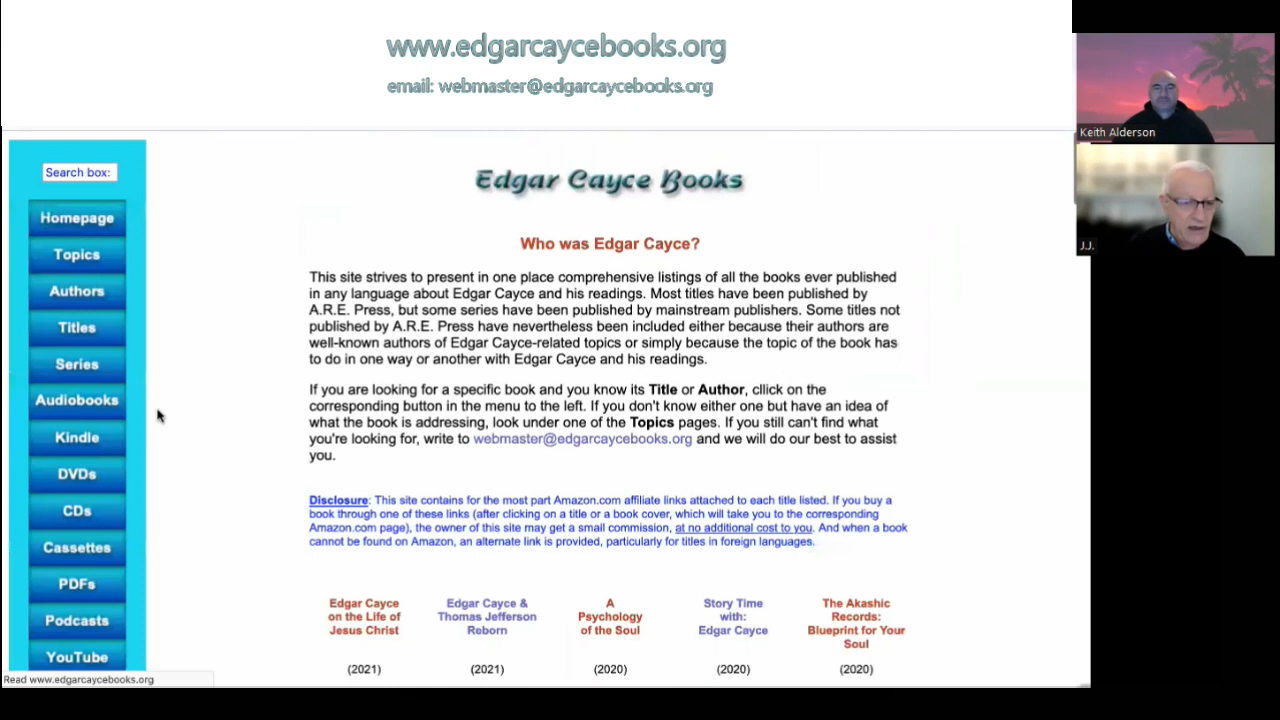 www.edgarcaycebooks.org
email: webmaster@edgarcaycebooks.org
Keith Alderson
J.J.
Search box:
Homepage
Topics
Authors
Titles
Series
Audiobooks
Kindle
DVDs
CDs
Cassettes
PDFs
Podcasts
YouTube
Read www.edgarcaycebooks.org
Edgar Cayce Books
Who was Edgar Cayce?
This site strives to present in one place comprehensive listings of all the books ever published
in any language about Edgar Cayce and his readings. Most titles have been published by
A.R.E. Press, but some series have been published by mainstream publishers. Some titles not
published by A.R.E. Press have nevertheless been included either because their authors are
well-known authors of Edgar Cayce-related topics or simply because the topic of the book has
to do in one way or another with Edgar Cayce and his readings.
If you are looking for a specific book and you know its Title or Author, cllick on the
corresponding button in the menu to the left. If you don't know either one but have an idea of
what the book is addressing, look under one of the Topics pages. If you still can't find what
you're looking for, write to webmaster@edgarcaycebooks.org and we will do our best to assist
you.
Disclosure: This site contains for the most part Amazon.com affiliate links attached to each title listed. If you buy a
book through one of these links (after clicking on a title or a book cover, which will take you to the corresponding
Amazon.com page), the owner of this site may get a small commission, at no additional cost to you. And when a book
cannot be found on Amazon, an alternate link is provided, particularly for titles in foreign languages.
Edgar Cayce
on the Life of
Jesus Christ
(2021)
Edgar Cayce &
Thomas Jefferson
Reborn
(2021)
A
Psychology
of the Soul
(2020)
Story Time
with:
Edgar Cayce
(2020)
The Akashic
Records:
Blueprint for Your
Soul
(2020)